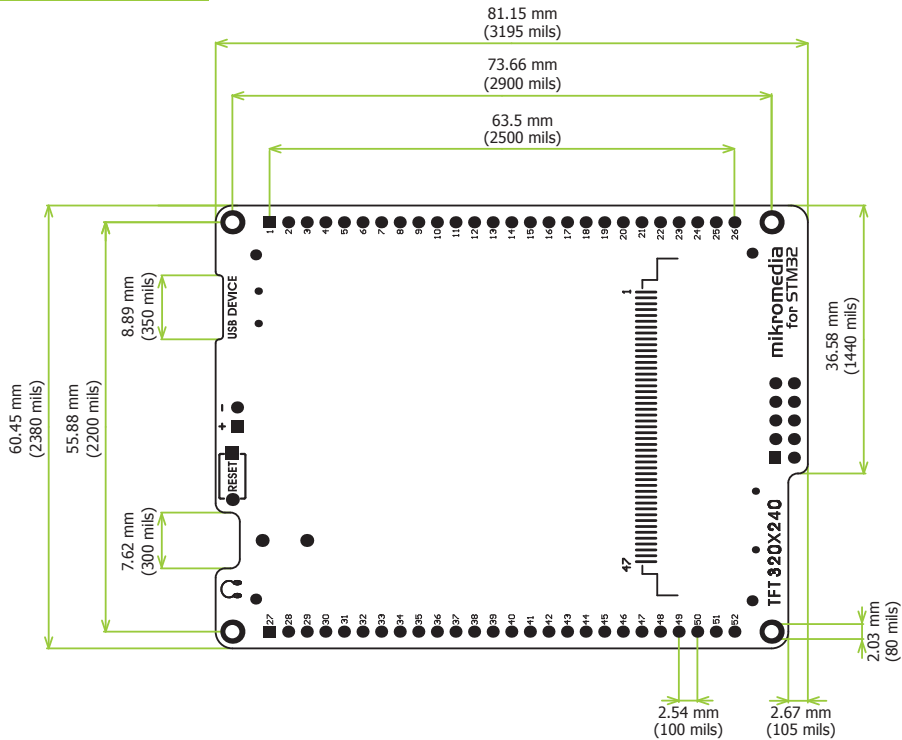 81.15 mm
(3195 mils)
73.66 mm
(2900 mils)
63.5 mm
(2500 mils)
1 2 3 4 5 6 7 8 9 10 11 12 13 14 15 16 17 18 19 20 21 22 23 24 25 26
60.45 mm
(2380 mils)
55.88 mm
(2200 mils)
8.89 mm
(350 mils)
USB DEVICE
1
mikromedia
for STM32
36.58 mm
(1440 mils)
-
+
RESET
7.62 mm
(300 mils)
47
TFT 320X240
27 28 29 30 31 32 33 34 35 36 37 38 39 40 41 42 43 44 45 46 47 48 49 50 51 52
2.03 mm
(80 mils)
2.54 mm
(100 mils)
2.67 mm
(105 mils)